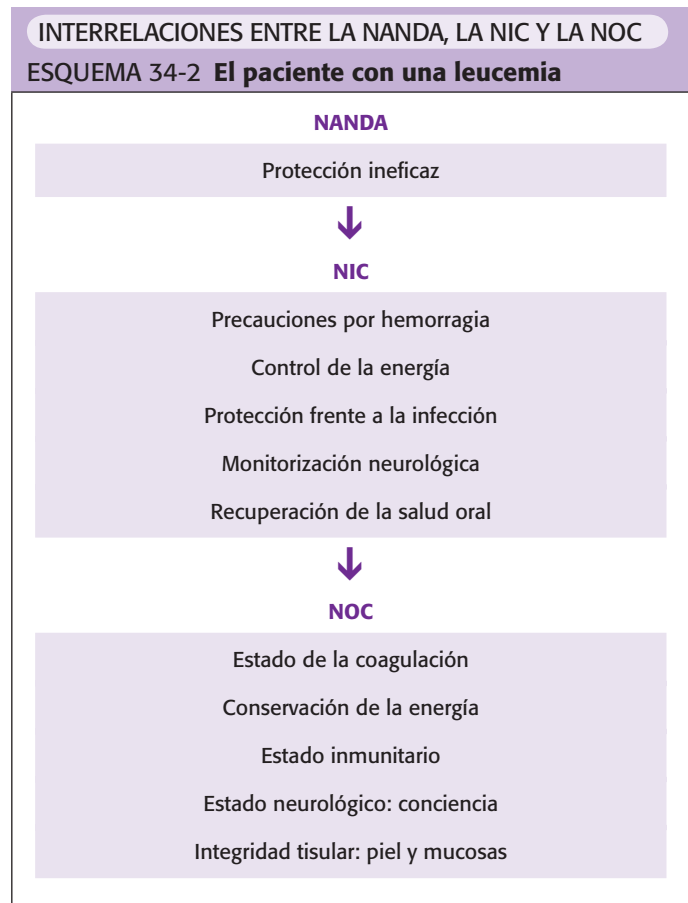 INTERRELACIONES ENTRE LA NANDA, LA NIC Y LA NOC
ESQUEMA 34-2 El paciente con una leucemia
NANDA
Protección ineficaz
NIC
Precauciones por hemorragia
Control de la energía
Protección frente a la infección
Monitorización neurológica
Recuperación de la salud oral
NOC
Estado de la coagulación
Conservación de la energía
Estado inmunitario
Estado neurológico: conciencia
Integridad tisular: piel y mucosas